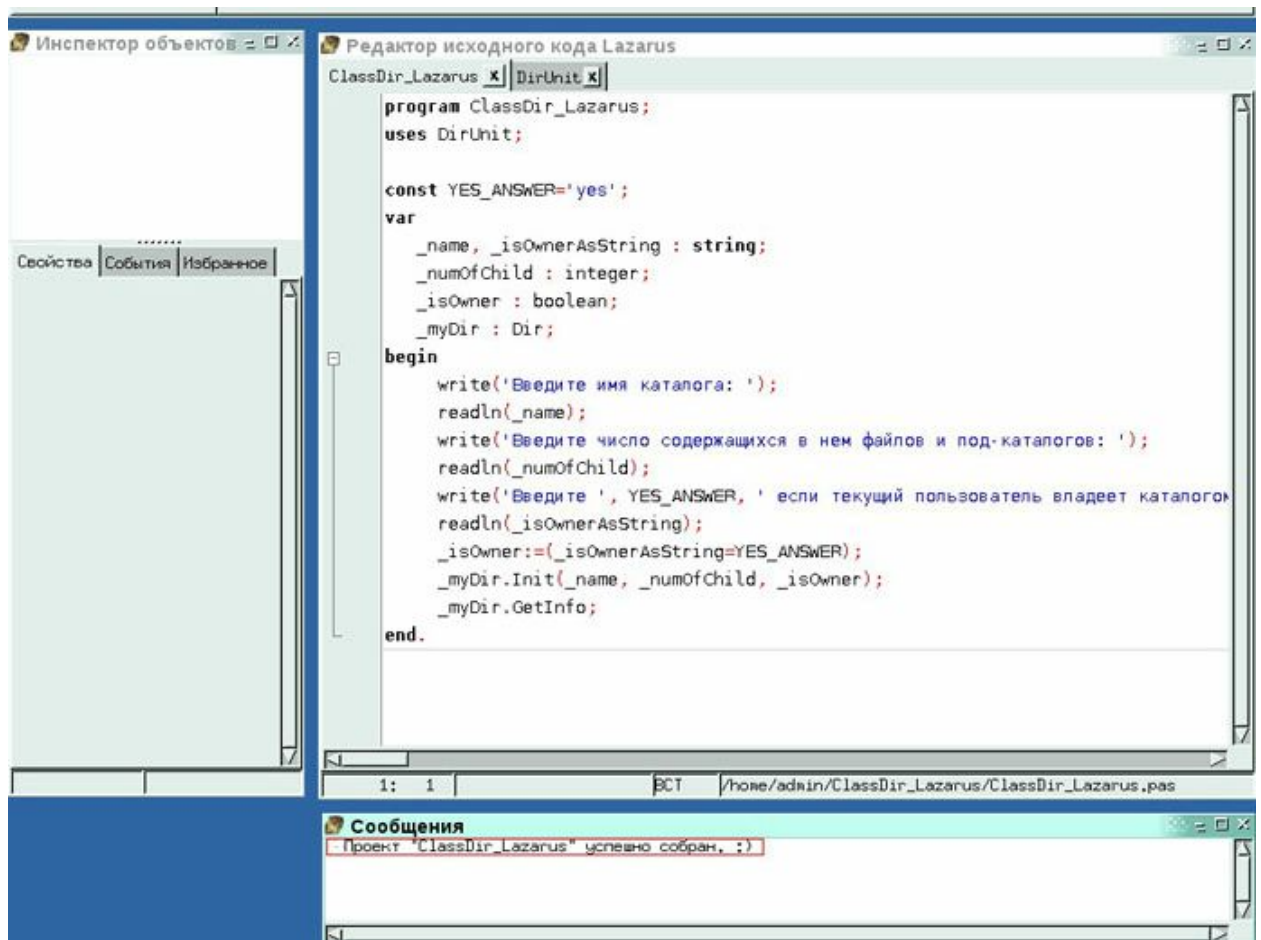 Инспектор объектов
Свойства События Избранное
Редактор исходного кода Lazarus
ClassDir_Lazarus DirUnit
program ClassDir_Lazarus;
uses DirUnit;
const YES_ANSWER='yes';
var
_name, _isOwnerAsString : string;
_numOfChild : integer;
_isOwner : boolean;
_myDir : Dir;
begin
write('Введите имя каталога: ');
readln(_name);
write('Введите число содержащихся в нем файлов и под-каталогов: ');
readln(_numOfChild);
write('Введите ', YES_ANSWER, ' если текущий пользователь владеет каталогом
readln(_isOwnerAsString);
_isOwner:=(_isOwnerAsString=YES_ANSWER);
_myDir.Init(_name, _numOfChild, _isOwner);
_myDir.GetInfo;
end.
1: 1 ВСТ /home/admin/ClassDir_Lazarus/ClassDir_Lazarus.pas
Сообщения
Проект "ClassDir_Lazarus" успешно собран. :)